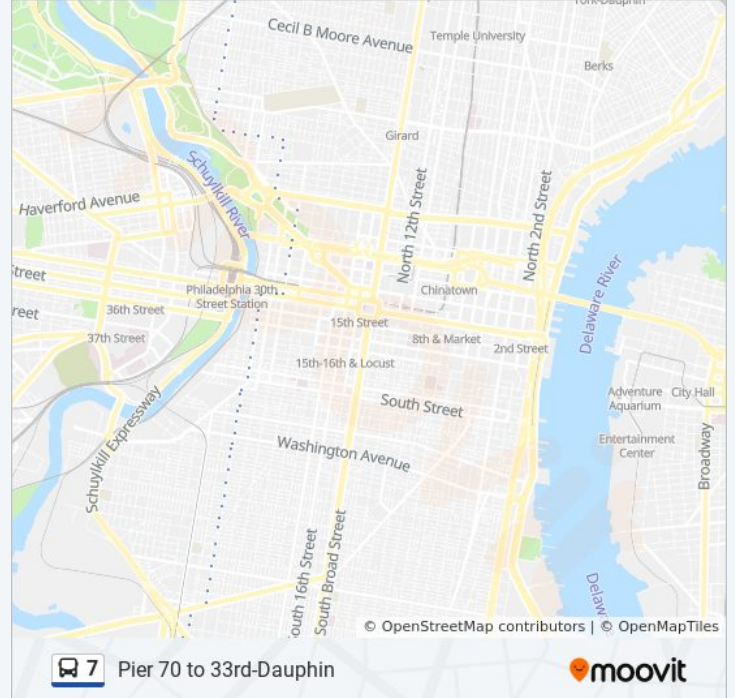 York-Dauphin
Cecil B Moore Avenue
Temple University
Berks
Girard
Schuylkill River
Haverford Avenue
North 12th Street
North 2nd Street
Delaware River
Street
Philadelphia 30th
Street Station
Chinatown
reet
36th Street
15th Street
37th Street
8th & Market
2nd Street
15th-16th & Locust
Adventure
Aquarium
City Hall
South Street
Schuylkill Expressway
Washington Avenue
Entertainment
Center
Broadway
outh 16th Street
South Broad Street
Delawa
© OpenStreetMap contributors | © OpenMapTiles
7 Pier 70 to 33rd-Dauphin
moovit